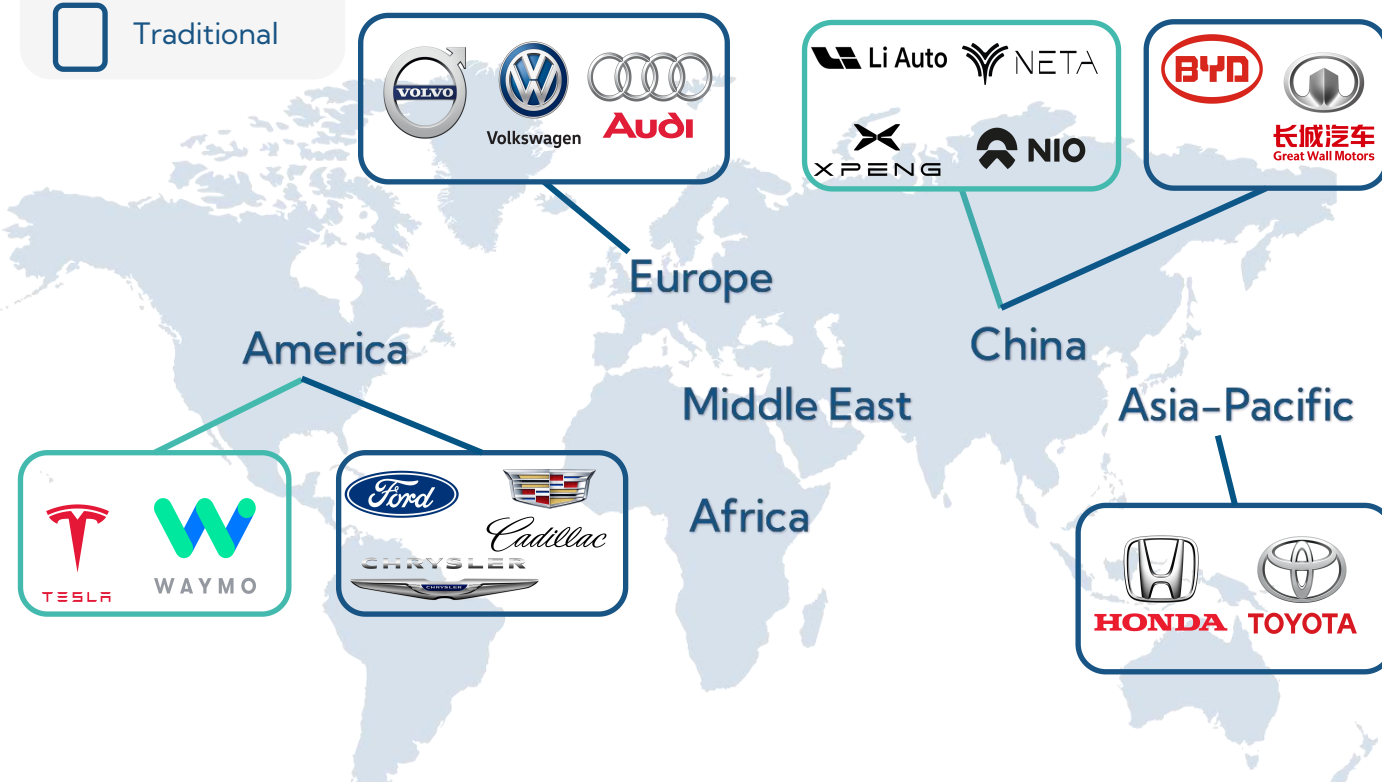 Traditional
VOLVO
Volkswagen
Audi
Li Auto
NETA
XPENG
NIO
BYD
长城汽车
Great Wall Motors
Europe
America
China
Middle East
Asia-Pacific
Africa
TESLA
WAYMO
Ford
Cadillac
CHRYSLER
CHRYSLER
HONDA
TOYOTA